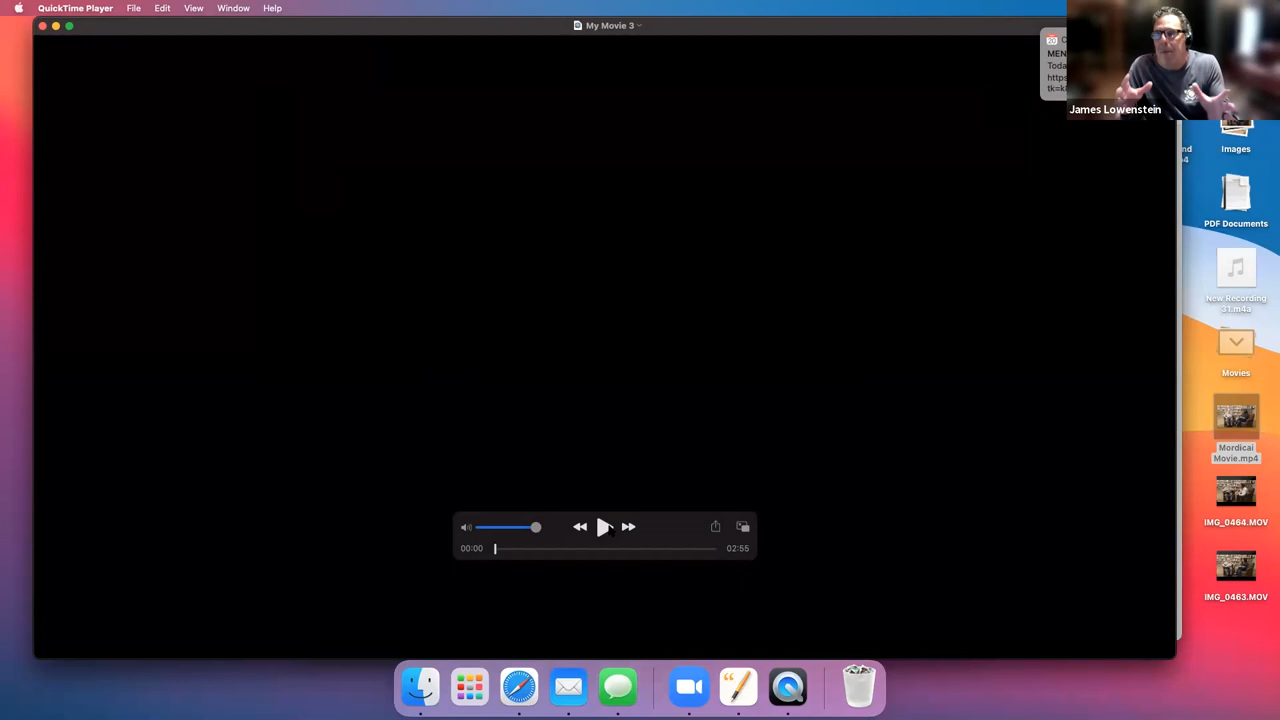 QuickTime Player File Edit View Window Help
My Movie 3
James Lowenstein
Images
PDF Documents
New Recording
31.m4a
Movies
Mordicai
Movie.mp4
IMG_0464.MOV
IMG_0463.MOV
00:00 02:55